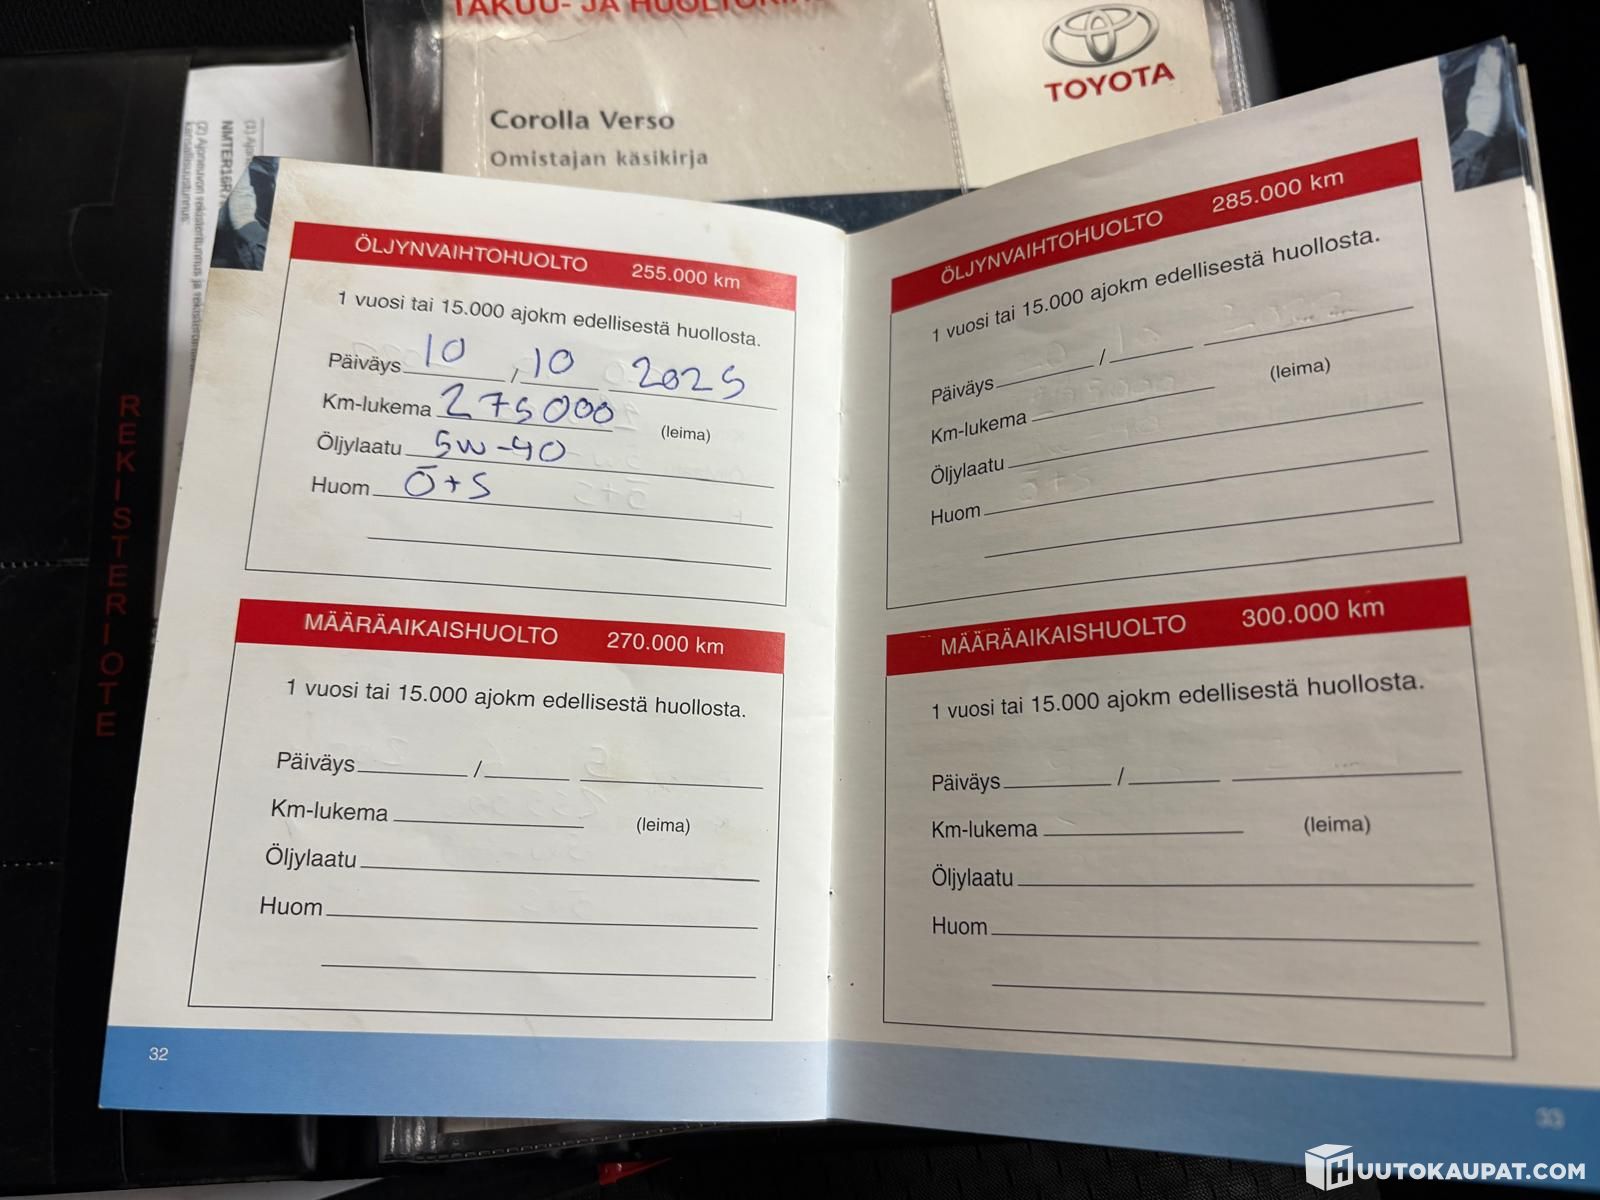 TAKUU- JA HUOLTOKIRJA
TOYOTA
Corolla Verso
Omistajan käsikirja
REKISTERIOTE
ÖLJYNVAIHTOHUOLTO 255.000 km
1 vuosi tai 15.000 ajokm edellisestä huollosta.
Päiväys 10 / 10 2025
Km-lukema 275000 (leima)
Öljylaatu 5W-40
Huom Ö+S
MÄÄRÄAIKAISHUOLTO 270.000 km
1 vuosi tai 15.000 ajokm edellisestä huollosta.
Päiväys / 
Km-lukema (leima)
Öljylaatu
Huom
32
ÖLJYNVAIHTOHUOLTO 285.000 km
1 vuosi tai 15.000 ajokm edellisestä huollosta.
Päiväys /
Km-lukema (leima)
Öljylaatu
Huom
MÄÄRÄAIKAISHUOLTO 300.000 km
1 vuosi tai 15.000 ajokm edellisestä huollosta.
Päiväys /
Km-lukema (leima)
Öljylaatu
Huom
33
HUUTOKAUPAT.COM